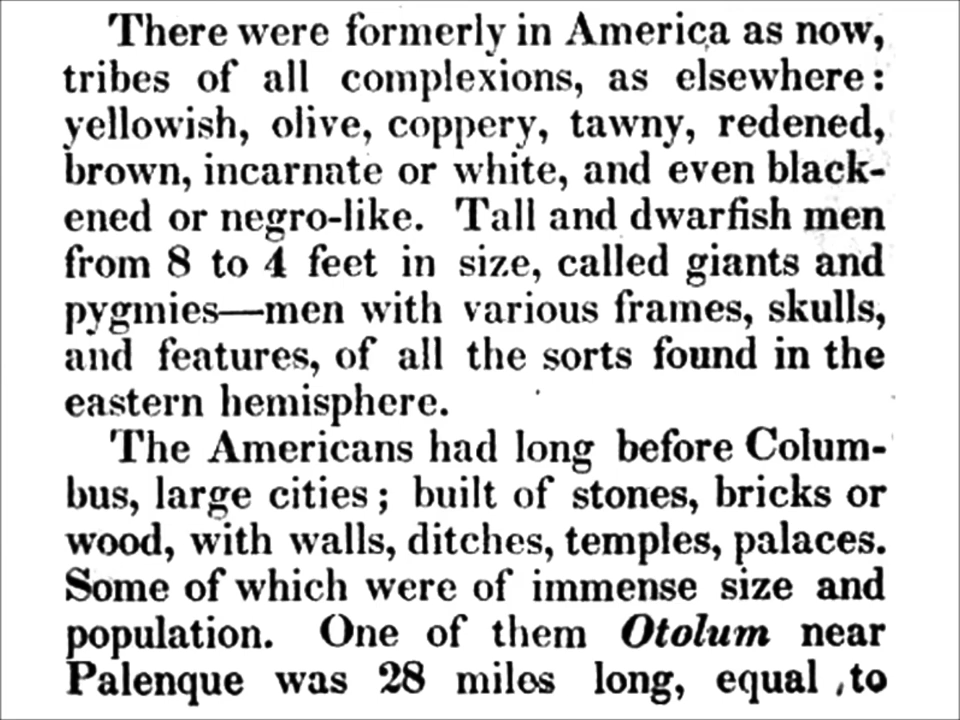 There were formerly in America as now,
tribes of all complexions, as elsewhere:
yellowish, olive, coppery, tawny, redened,
brown, incarnate or white, and even black-
ened or negro-like. Tall and dwarfish men
from 8 to 4 feet in size, called giants and
pygmies—men with various frames, skulls,
and features, of all the sorts found in the
eastern hemisphere.
The Americans had long before Colum-
bus, large cities; built of stones, bricks or
wood, with walls, ditches, temples, palaces.
Some of which were of immense size and
population. One of them Otolum near
Palenque was 28 miles long, equal to